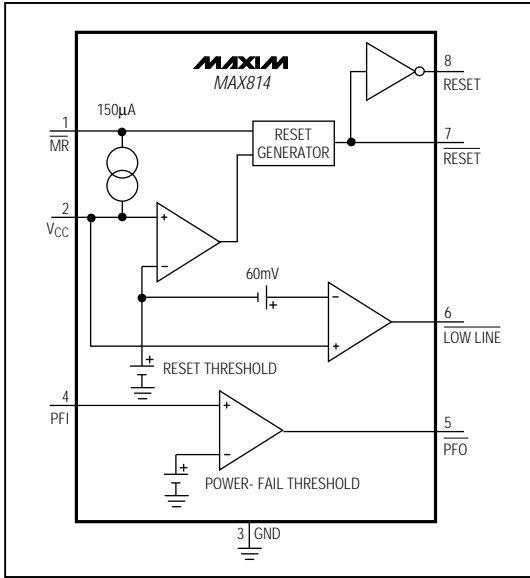 MAXIM
MAX814
150µA
1
MR
2
VCC
RESET
GENERATOR
8
RESET
7
RESET
60mV
+
−
+
−
+
6
LOW LINE
+
RESET THRESHOLD
4
PFI
+
−
5
PFO
+
POWER- FAIL THRESHOLD
3 GND